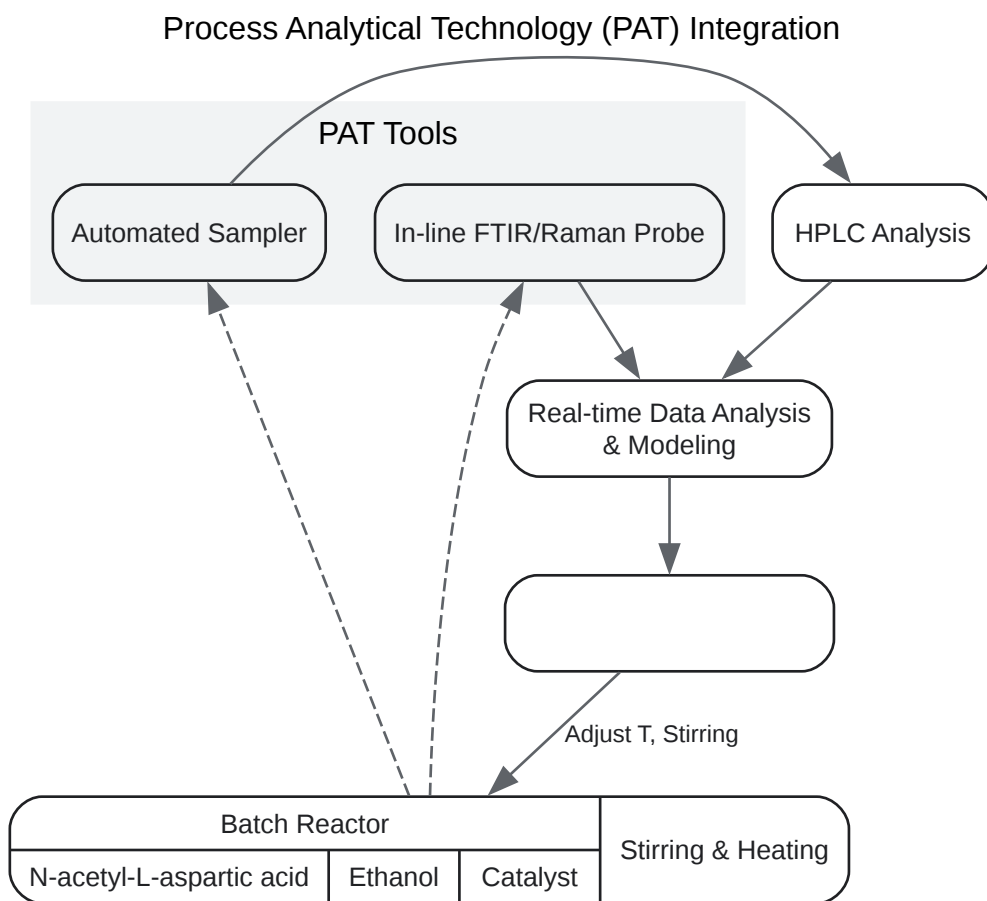 Process Analytical Technology (PAT) Integration
PAT Tools
Automated Sampler
In-line FTIR/Raman Probe
HPLC Analysis
Real-time Data Analysis
& Modeling
Adjust T, Stirring
Batch Reactor
Stirring & Heating
N-acetyl-L-aspartic acid
Ethanol
Catalyst